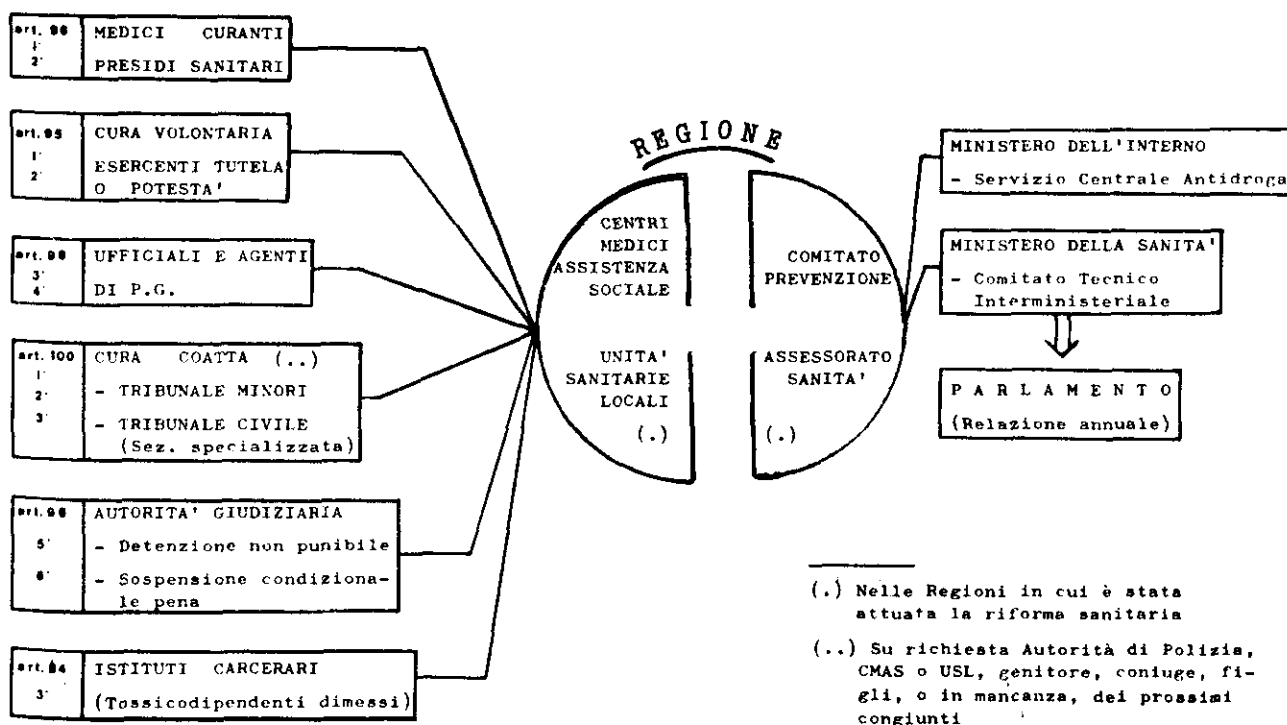 art. 96
1°
2°
MEDICI CURANTI
PRESIDI SANITARI
art. 95
1°
2°
CURA VOLONTARIA
ESERCENTI TUTELA
O POTESTA'
art. 96
3°
4°
UFFICIALI E AGENTI
DI P.G.
art. 100
1°
2°
3°
CURA COATTA (..)
- TRIBUNALE MINORI
- TRIBUNALE CIVILE
(Sez. specializzata)
art. 96
5°
6°
AUTORITA' GIUDIZIARIA
- Detenzione non punibile
- Sospensione condiziona-
le pena
art. 84
3°
ISTITUTI CARCERARI
(Tossicodipendenti dimessi)
REGIONE
CENTRI
MEDICI
ASSISTENZA
SOCIALE
UNITA'
SANITARIE
LOCALI
(.)
COMITATO
PREVENZIONE
ASSESSORATO
SANITA'
(.)
MINISTERO DELL'INTERNO
- Servizio Centrale Antidroga
MINISTERO DELLA SANITA'
- Comitato Tecnico
Interministeriale
PARLAMENTO
(Relazione annuale)
(.) Nelle Regioni in cui è stata
attuata la riforma sanitaria
(..) Su richiesta Autorità di Polizia,
CMAS o USL, genitore, coniuge, fi-
gli, o in mancanza, dei prossimi
congiunti